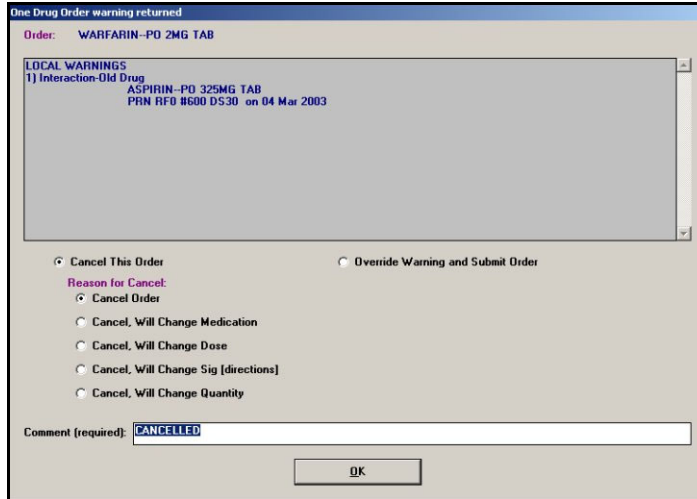 One Drug Order warning returned
Order: WARFARIN--PO 2MG TAB
LOCAL WARNINGS
1) Interaction-Old Drug
ASPIRIN--PO 325MG TAB
PRN RF0 #600 DS30 on 04 Mar 2003
Cancel This Order Override Warning and Submit Order
Reason for Cancel:
Cancel Order
Cancel, Will Change Medication
Cancel, Will Change Dose
Cancel, Will Change Sig [directions]
Cancel, Will Change Quantity
Comment [required]: CANCELLED
OK